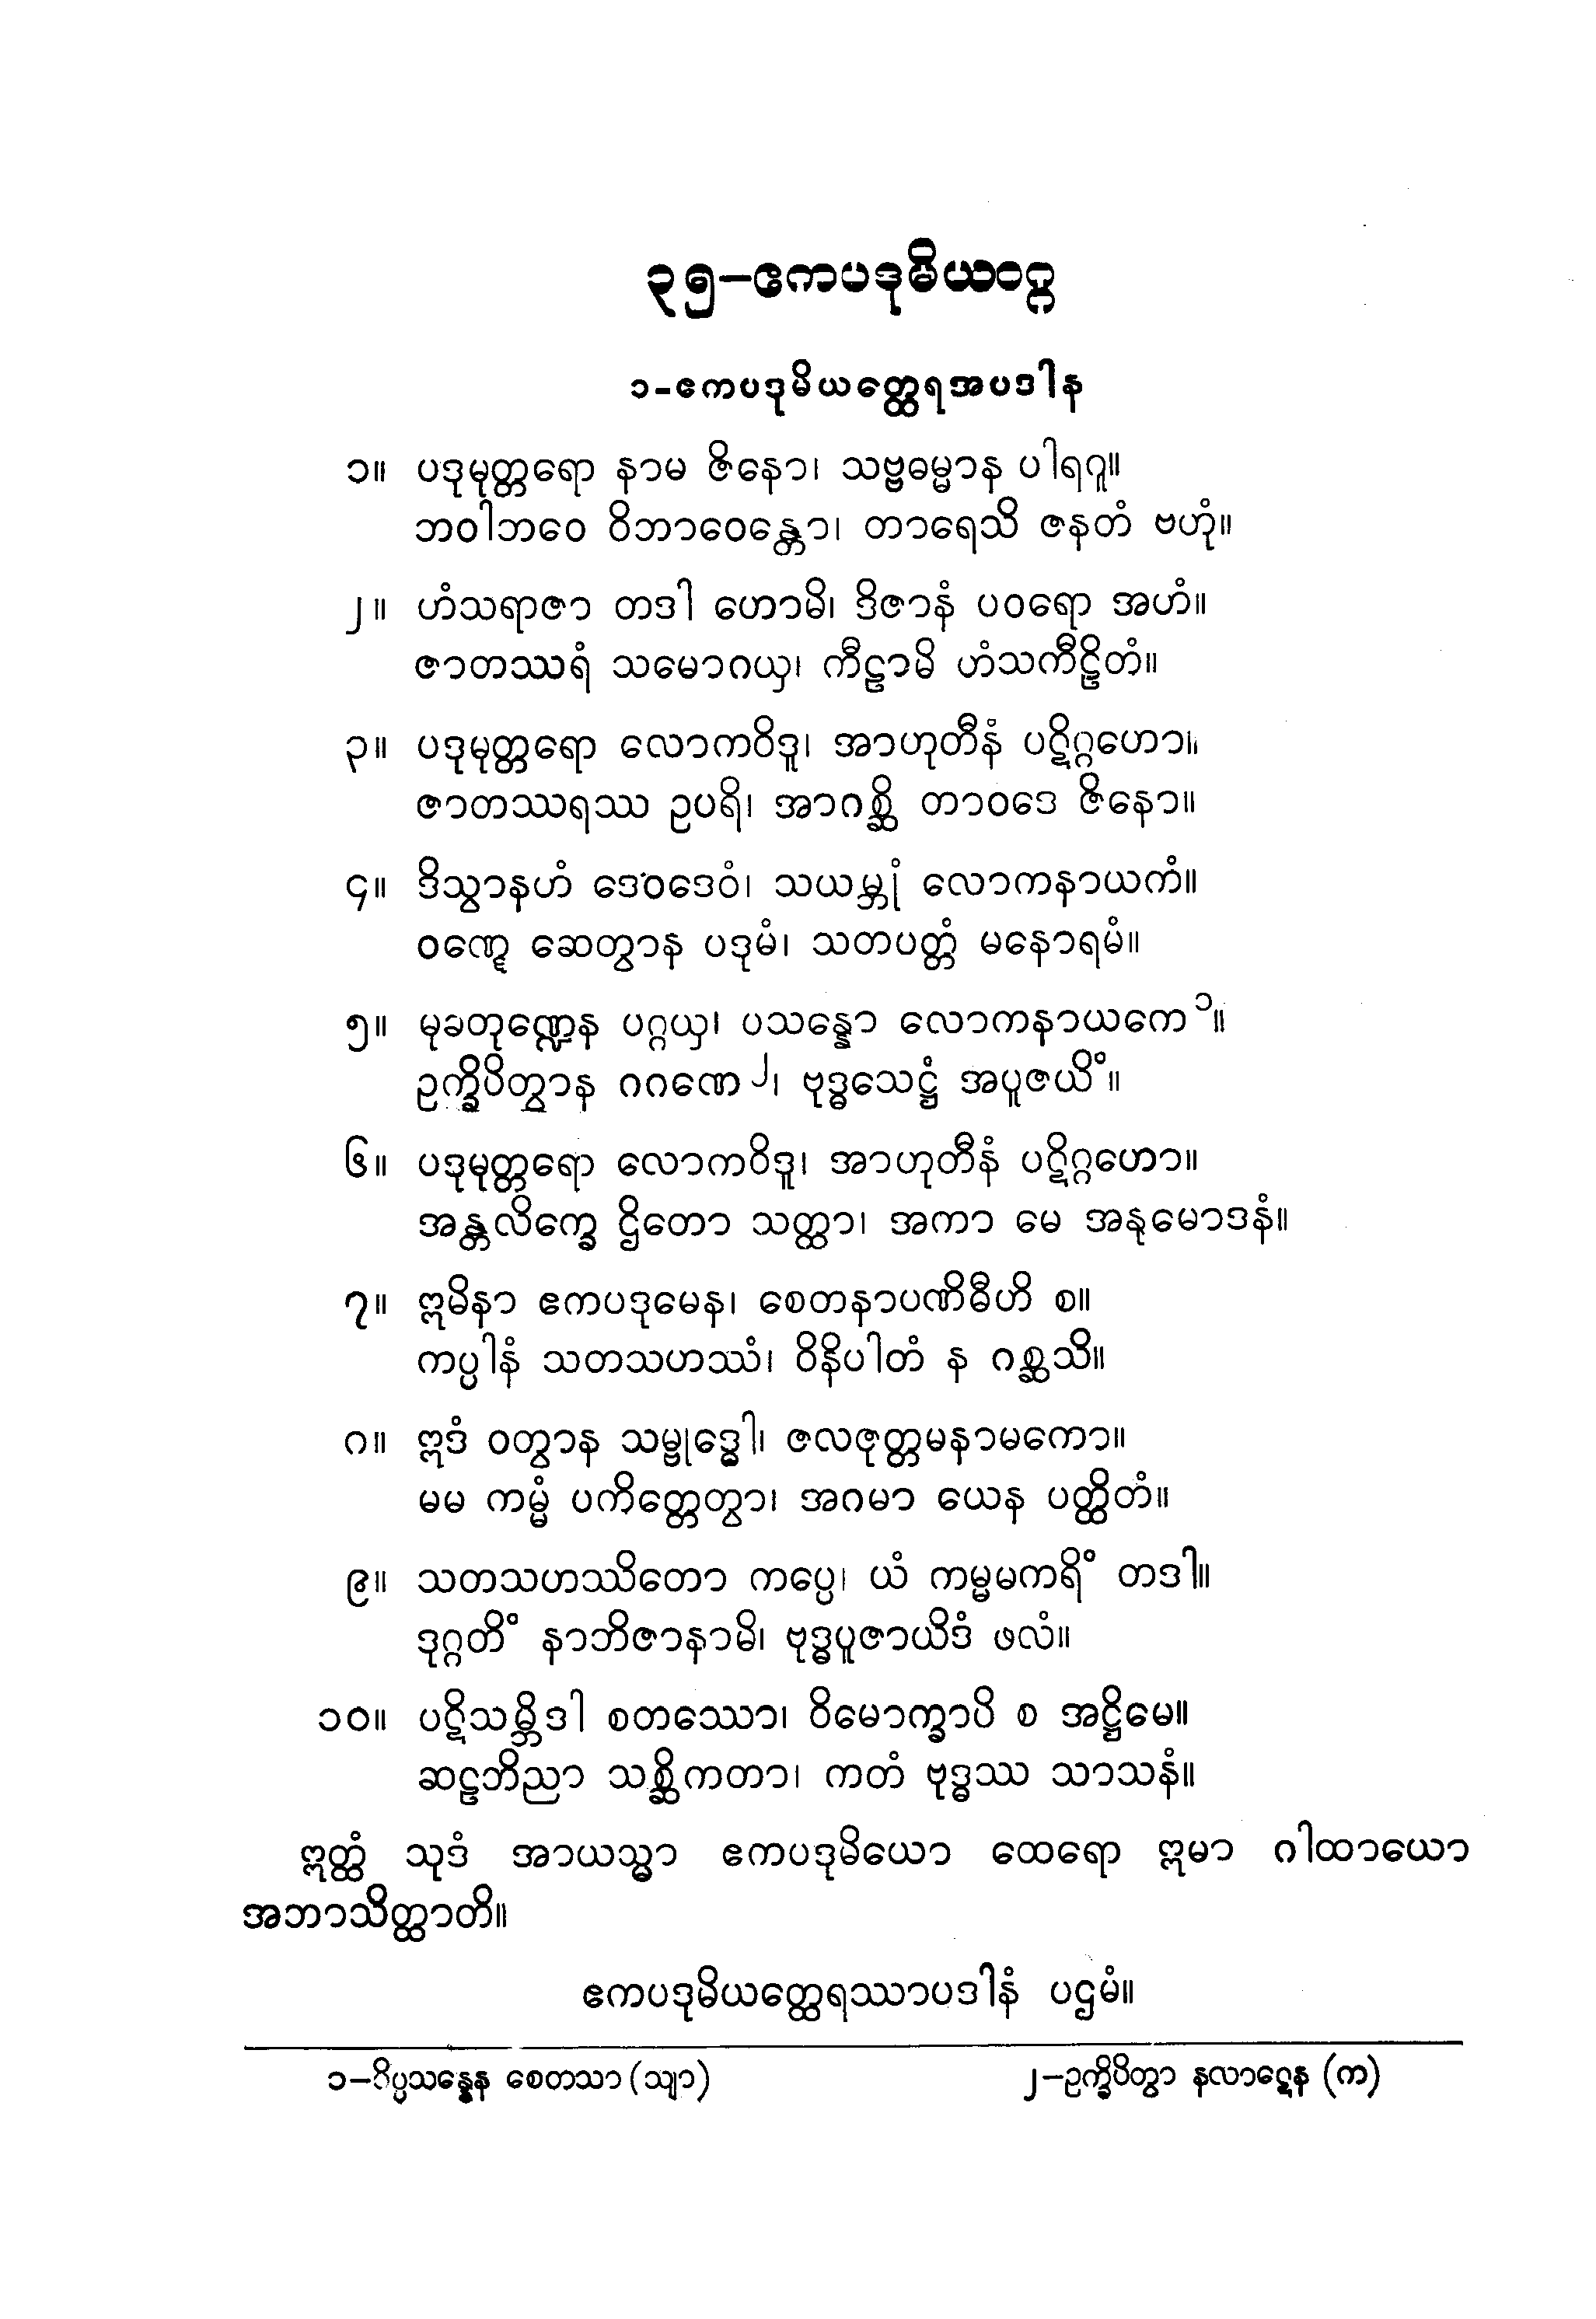 ၃၅–ဧကပဒုမိယဝဂ္ဂ
၁-ဧကပဒုမိယတ္ထေရအပဒါန
၁။ ပဒုမုတ္တရော နာမ ဇိနော၊ သဗ္ဗဓမ္မာန ပါရဂူ။
ဘဝါဘဝေ ဝိဘာဝေန္တော၊ တာရေသိ ဇနတံ ဗဟုံ။
၂။ ဟံသရာဇာ တဒါ ဟောမိ၊ ဒိဇာနံ ပဝရော အဟံ။
ဇာတဿရံ သမောဂယှ၊ ကီဠာမိ ဟံသကီဠိတံ။
၃။ ပဒုမုတ္တရော လောကဝိဒူ၊ အာဟုတီနံ ပဋိဂ္ဂဟော။
ဇာတဿရဿ ဥပရိ၊ အာဂစ္ဆိ တာဝဒေ ဇိနော။
၄။ ဒိသွာနဟံ ဒေဝဒေဝံ၊ သယမ္ဘုံ လောကနာယကံ။
ဝဏ္ဋေ ဆေတွာန ပဒုမံ၊ သတပတ္တံ မနောရမံ။
၅။ မုခတုဏ္ဍေန ပဂ္ဂယှ၊ ပသန္နော လောကနာယကေ ၁။
ဥက္ခိပိတွာန ဂဂဏေ ၂၊ ဗုဒ္ဓသေဋ္ဌံ အပူဇယိံ။
၆။ ပဒုမုတ္တရော လောကဝိဒူ၊ အာဟုတီနံ ပဋိဂ္ဂဟော။
အန္တလိက္ခေ ဌိတော သတ္ထာ၊ အကာ မေ အနုမောဒနံ။
၇။ ဣမိနာ ဧကပဒုမေန၊ စေတနာပဏိဓီဟိ စ။
ကပ္ပါနံ သတသဟဿံ၊ ဝိနိပါတံ န ဂစ္ဆသိ။
၈။ ဣဒံ ဝတွာန သမ္ဗုဒ္ဓေါ၊ ဇလဇုတ္တမနာမကော။
မမ ကမ္မံ ပကိတ္တေတွာ၊ အဂမာ ယေန ပတ္ထိတံ။
၉။ သတသဟဿိတော ကပ္ပေ၊ ယံ ကမ္မမကရိံ တဒါ။
ဒုဂ္ဂတိံ နာဘိဇာနာမိ၊ ဗုဒ္ဓပူဇာယိဒံ ဖလံ။
၁၀။ ပဋိသမ္ဘိဒါ စတဿော၊ ဝိမောက္ခာပိ စ အဋ္ဌိမေ။
ဆဠဘိညာ သစ္ဆိကတာ၊ ကတံ ဗုဒ္ဓဿ သာသနံ။
ဣတ္ထံ သုဒံ အာယသ္မာ ဧကပဒုမိယော ထေရော ဣမာ ဂါထာယော
အဘာသိတ္ထာတိ။
ဧကပဒုမိယတ္ထေရဿာပဒါနံ ပဌမံ။
၁–ဝိပ္ပသန္နေန စေတသာ (သျာ) ၂–ဥက္ခိပိတွာ နလာဋေန (က)